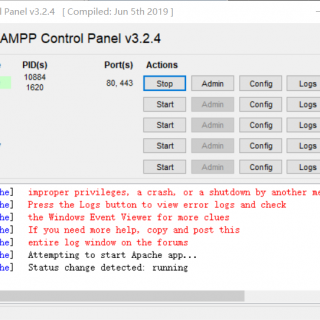 l Panel v3.2.4 [ Compiled: Jun 5th 2019 ]
AMPP Control Panel v3.2.4
PID(s) Port(s) Actions
10884
1620 80, 443 Stop Admin Config Logs
Start Admin Config Logs
Start Admin Config Logs
Start Admin Config Logs
Start Admin Config Logs
he] improper privileges, a crash, or a shutdown by another me
he] Press the Logs button to view error logs and check
he] the Windows Event Viewer for more clues
he] If you need more help, copy and post this
he] entire log window on the forums
he] Attempting to start Apache app...
he] Status change detected: running